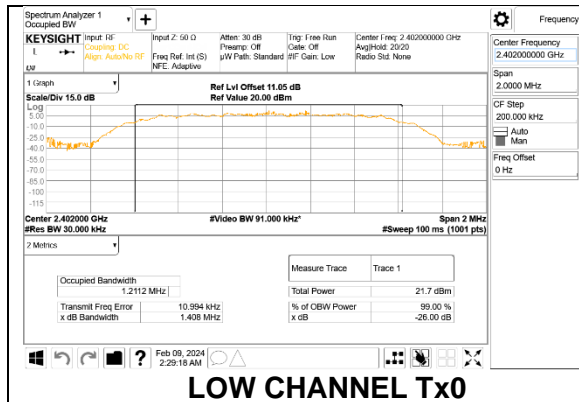 Spectrum Analyzer 1
Occupied BW
+
Frequency
KEYSIGHT Input: RF Input Z: 50 Ω Atten: 30 dB Trig: Free Run Center Freq: 2.402000000 GHz
L Coupling: DC Preamp: Off Gate: Off Avg|Hold: 20/20
Align: Auto/No RF Freq Ref: Int (S) µW Path: Standard #IF Gain: Low Radio Std: None
NFE: Adaptive
Center Frequency
2.402000000 GHz
Span
2.0000 MHz
CF Step
200.000 kHz
Auto
Man
Freq Offset
0 Hz
1 Graph
Ref Lvl Offset 11.05 dB
Scale/Div 15.0 dB Ref Value 20.00 dBm
Log
5.00
-10.0
-25.0
-40.0
-55.0
-70.0
-85.0
-100
-115
Center 2.402000 GHz #Video BW 91.000 kHz* Span 2 MHz
#Res BW 30.000 kHz #Sweep 100 ms (1001 pts)
2 Metrics
Measure Trace Trace 1
Occupied Bandwidth
1.2112 MHz Total Power 21.7 dBm
Transmit Freq Error 10.994 kHz % of OBW Power 99.00 %
x dB Bandwidth 1.408 MHz x dB -26.00 dB
? Feb 09, 2024
2:29:18 AM
LOW CHANNEL Tx0